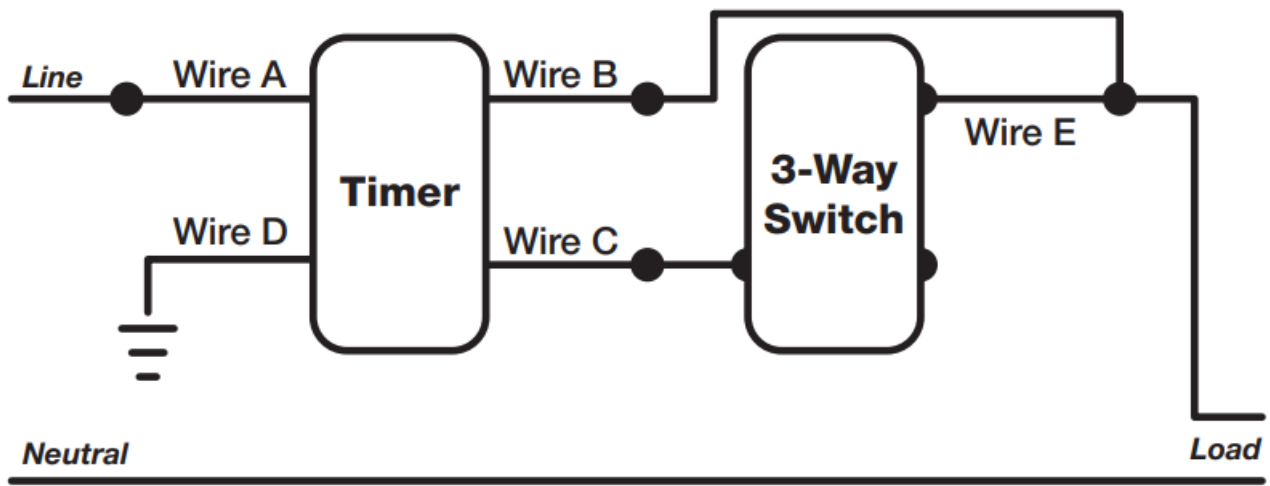 Line
Wire A
Wire B
Wire E
Timer
3-Way
Switch
Wire D
Wire C
Neutral
Load